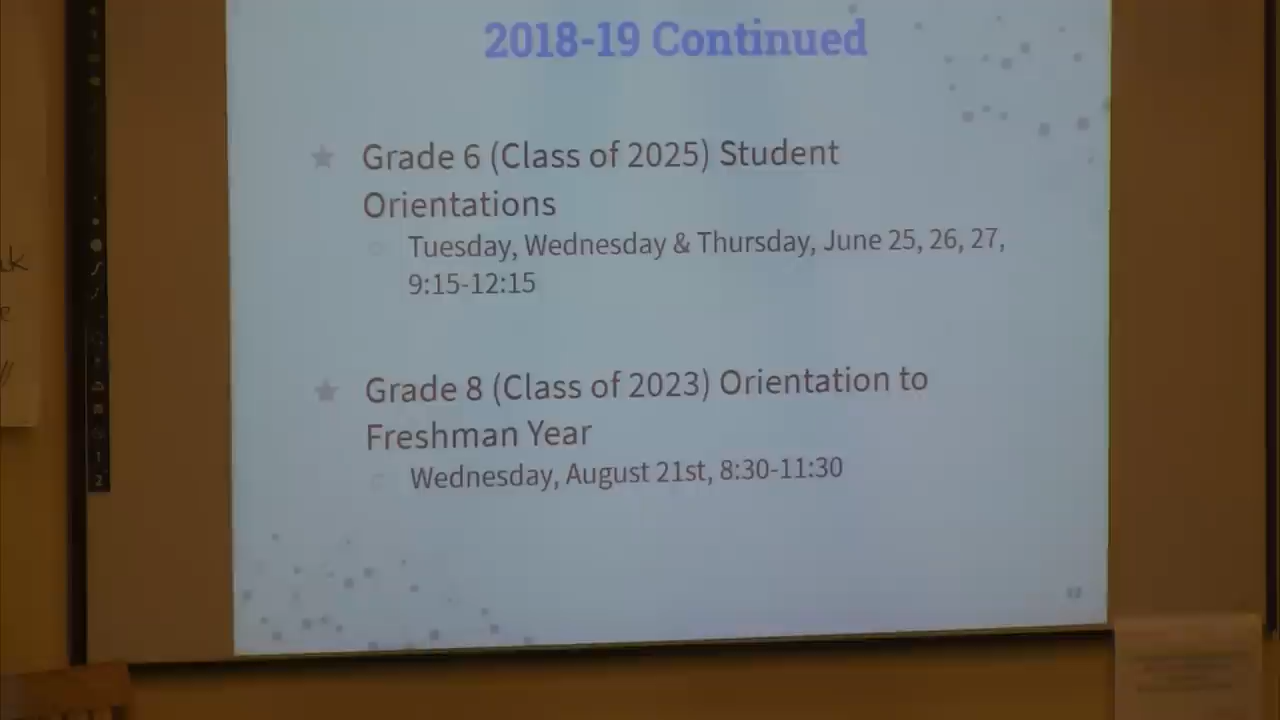 2018-19 Continued
Grade 6 (Class of 2025) Student
Orientations
Tuesday, Wednesday & Thursday, June 25, 26, 27,
9:15-12:15
Grade 8 (Class of 2023) Orientation to
Freshman Year
Wednesday, August 21st, 8:30-11:30